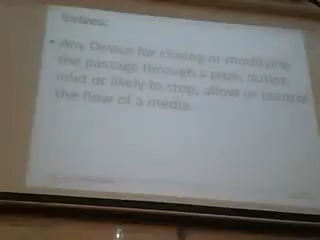 Valves:
• Any Device for closing or modifying
the passage through a pipe, outlet,
inlet or likely to stop, allow or control
the flow of a media.